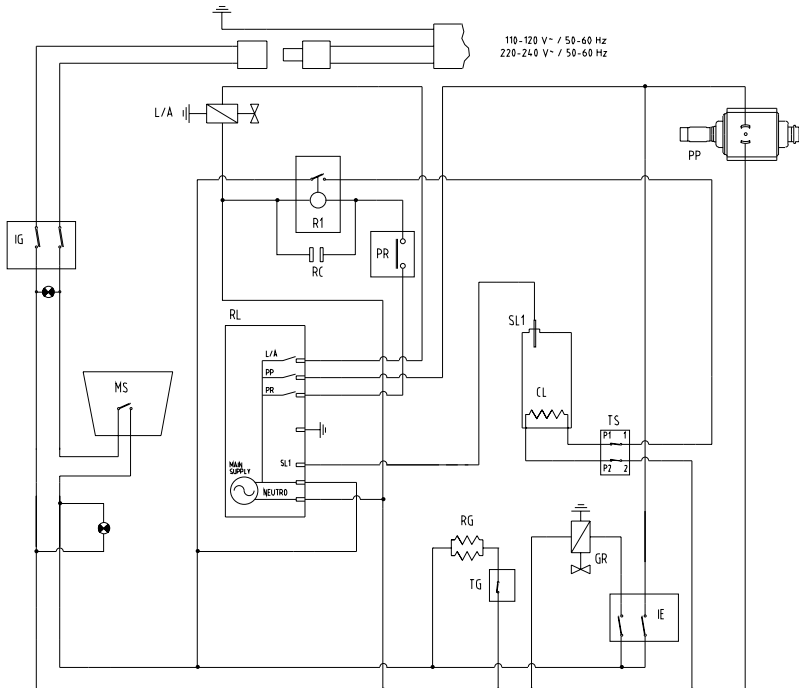 110-120 V~ / 50-60 Hz
220-240 V~ / 50-60 Hz
L/A
PP
R1
IG
PR
RC
RL
SL1
L/A
PP
MS
PR
CL
TS
P1 1
SL1
P2 2
MAIN
SUPPLY
NEUTRO
RG
GR
TG
IE